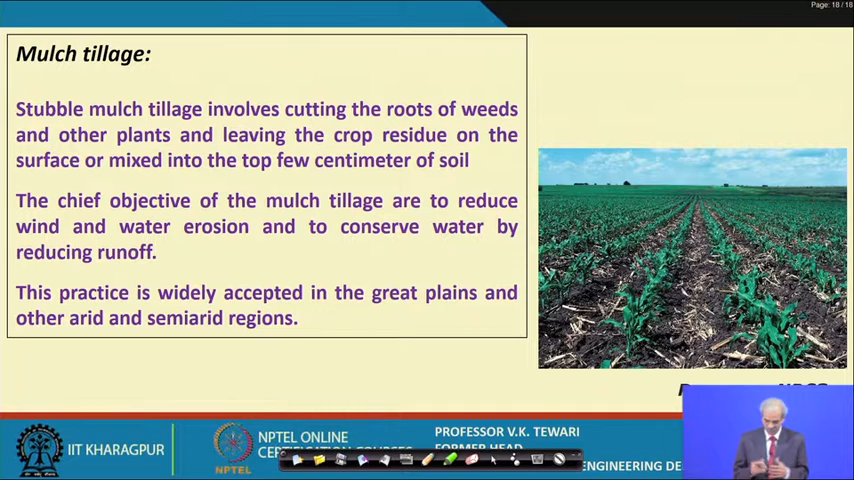 Page: 18 / 18
Mulch tillage:
Stubble mulch tillage involves cutting the roots of weeds
and other plants and leaving the crop residue on the
surface or mixed into the top few centimeter of soil
The chief objective of the mulch tillage are to reduce
wind and water erosion and to conserve water by
reducing runoff.
This practice is widely accepted in the great plains and
other arid and semiarid regions.
IIT KHARAGPUR
NPTEL
NPTEL ONLINE
CERTIFICATION COURSES
PROFESSOR V.K. TEWARI
FORMER HEAD
ENGINEERING DE